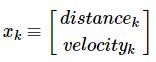 x_k ≡ [ distance_k
velocity_k ]